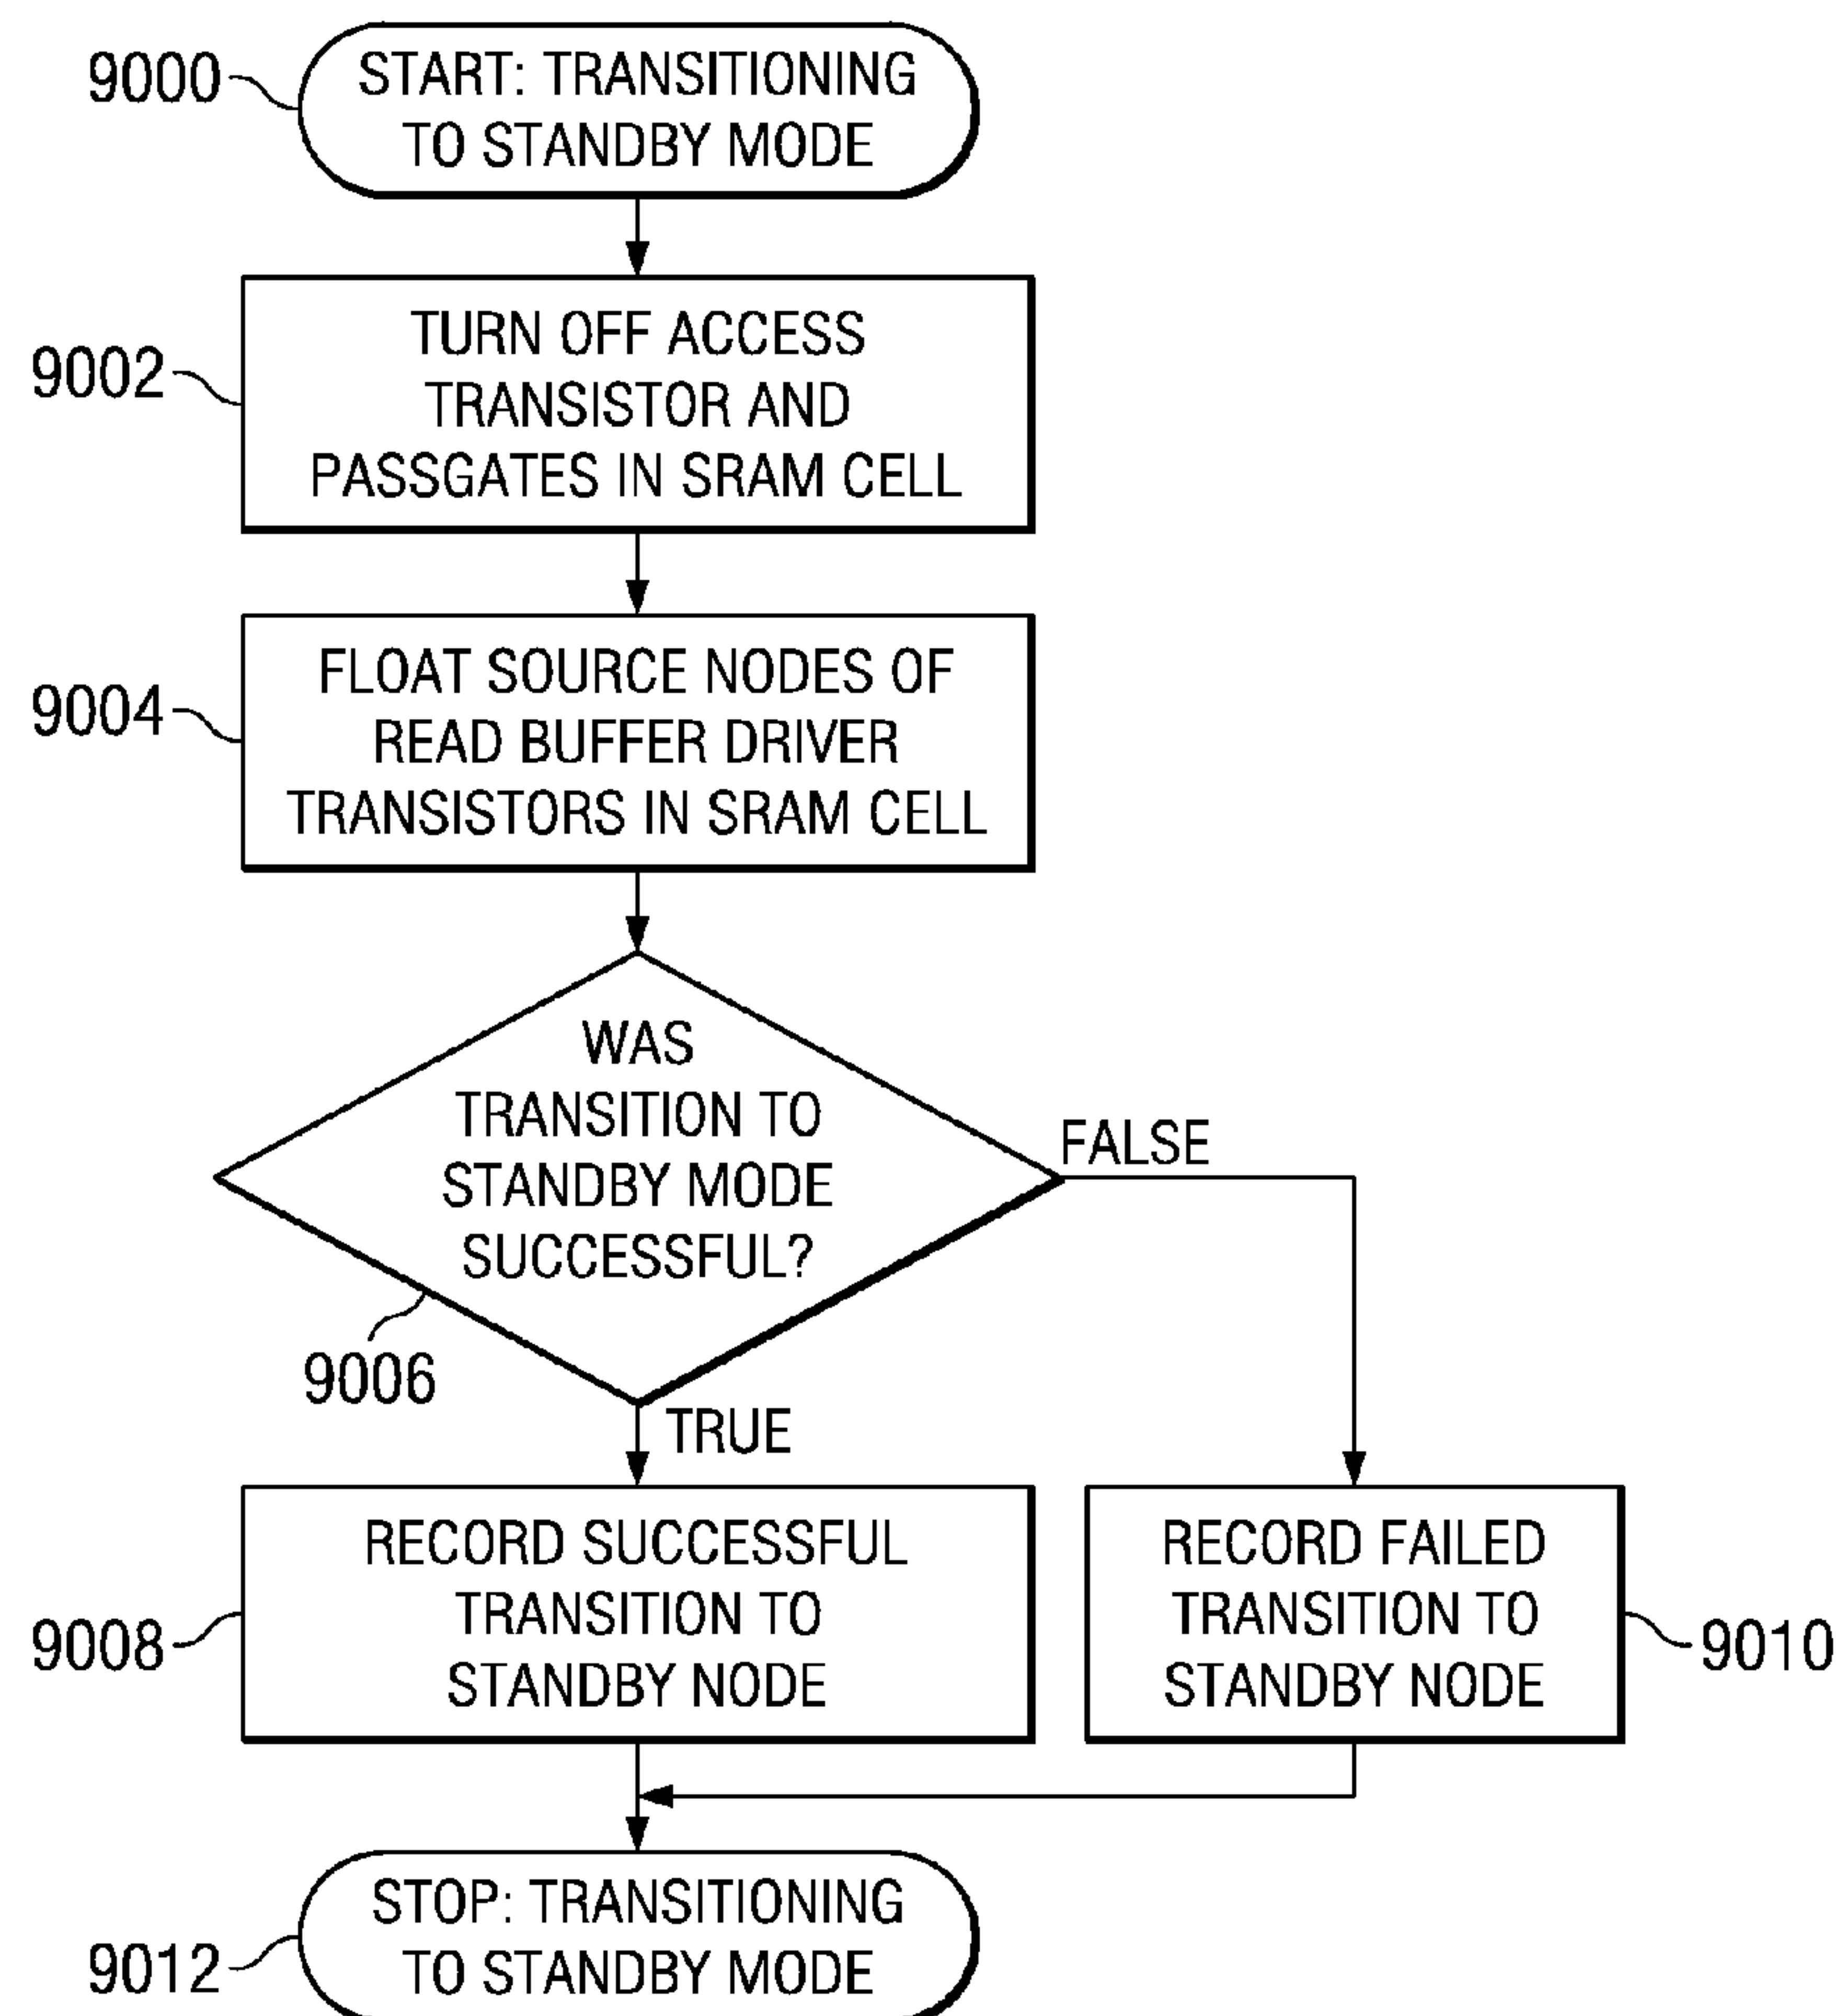 9000
START: TRANSITIONING
TO STANDBY MODE
9002
TURN OFF ACCESS
TRANSISTOR AND
PASSGATES IN SRAM CELL
9004
FLOAT SOURCE NODES OF
READ BUFFER DRIVER
TRANSISTORS IN SRAM CELL
WAS
TRANSITION TO
STANDBY MODE
SUCCESSFUL?
9006
FALSE
TRUE
9008
RECORD SUCCESSFUL
TRANSITION TO
STANDBY NODE
RECORD FAILED
TRANSITION TO
STANDBY NODE
9010
9012
STOP: TRANSITIONING
TO STANDBY MODE